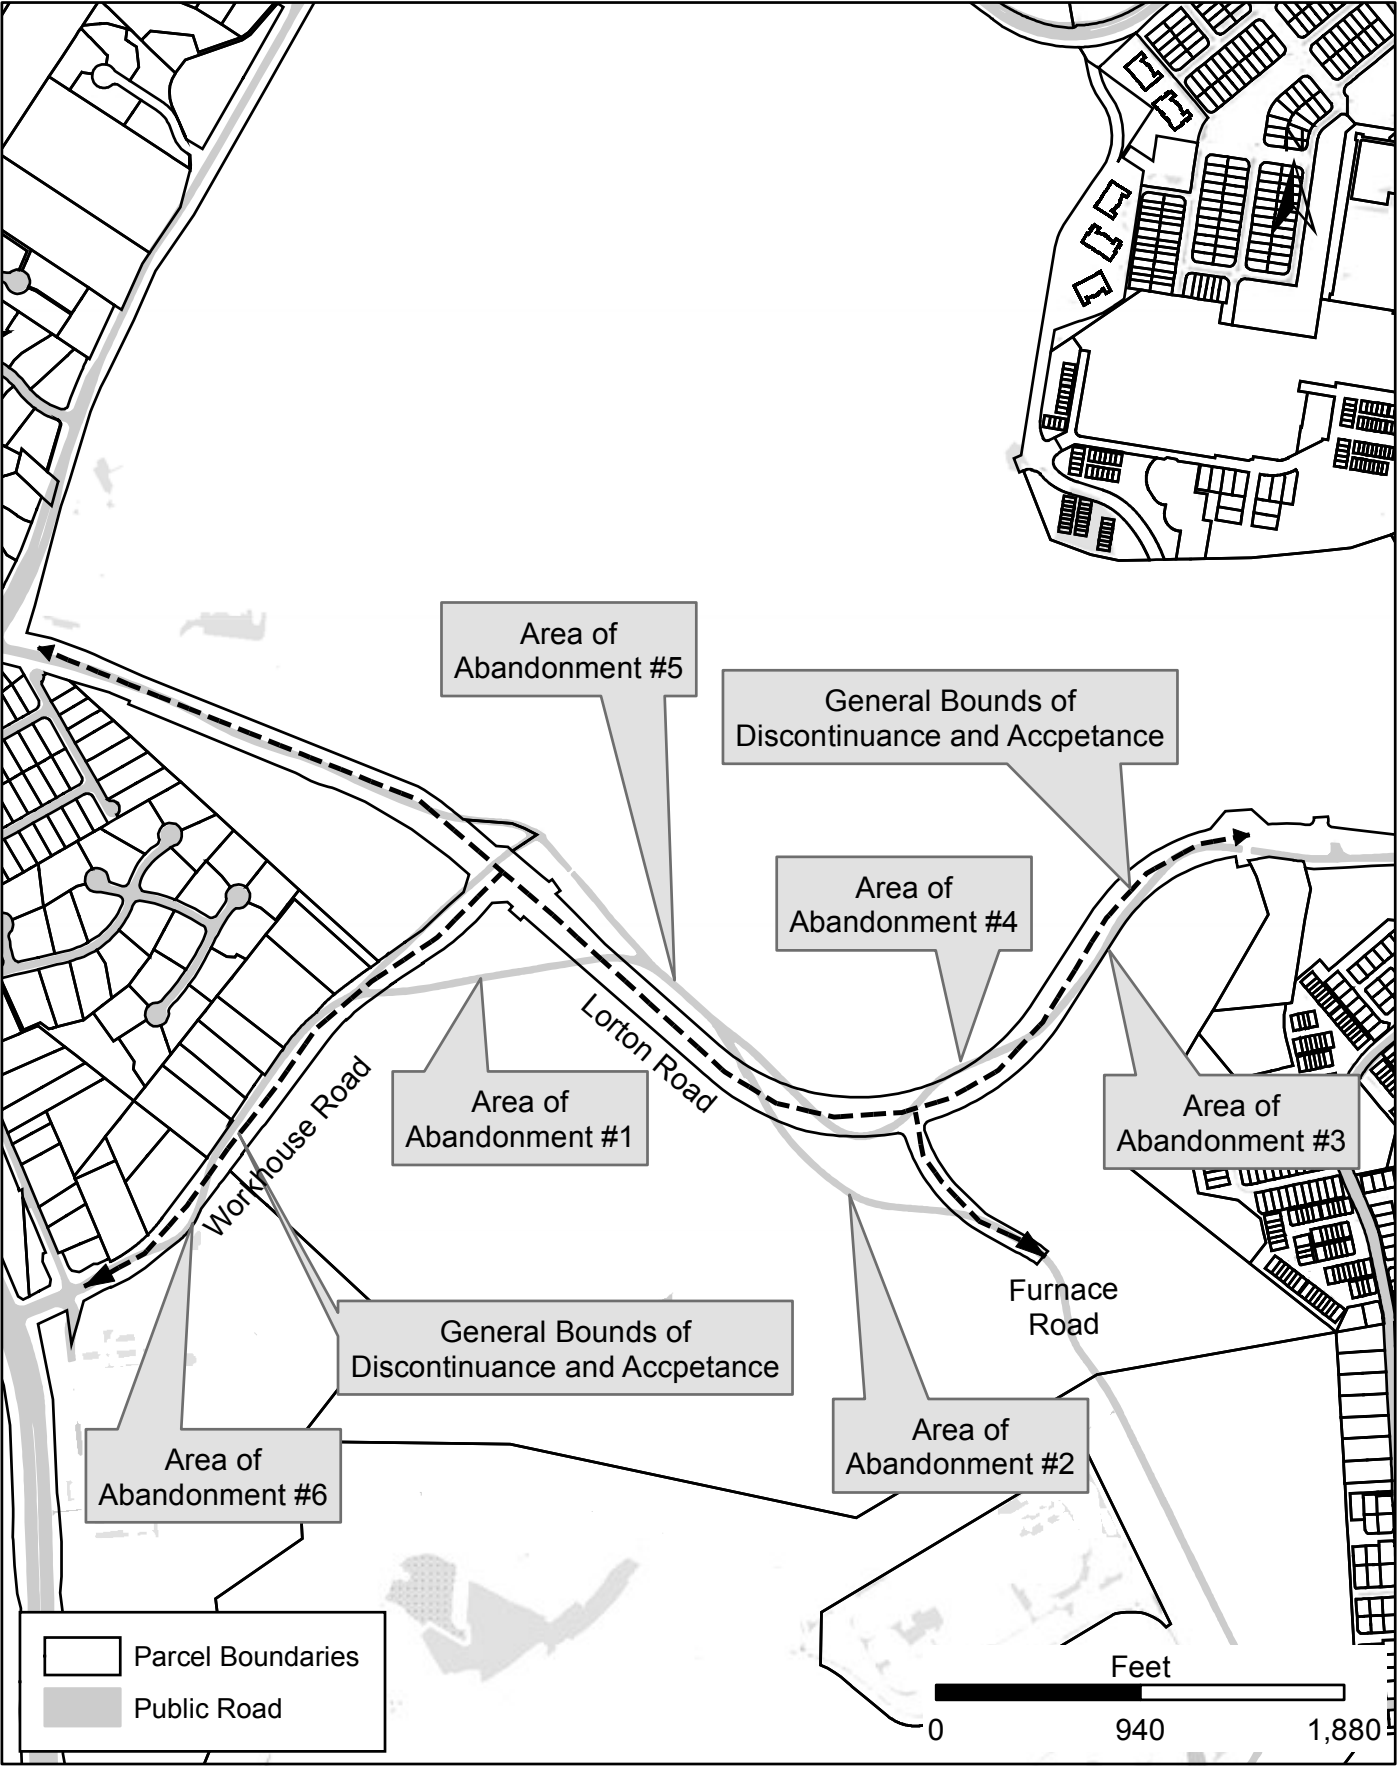 Area of
Abandonment #5
General Bounds of
Discontinuance and Accpetance
Area of
Abandonment #4
Lorton Road
Area of
Abandonment #1
Area of
Abandonment #3
Workhouse Road
Furnace
Road
General Bounds of
Discontinuance and Accpetance
Area of
Abandonment #2
Area of
Abandonment #6
Parcel Boundaries
Public Road
Feet
0 940 1,880